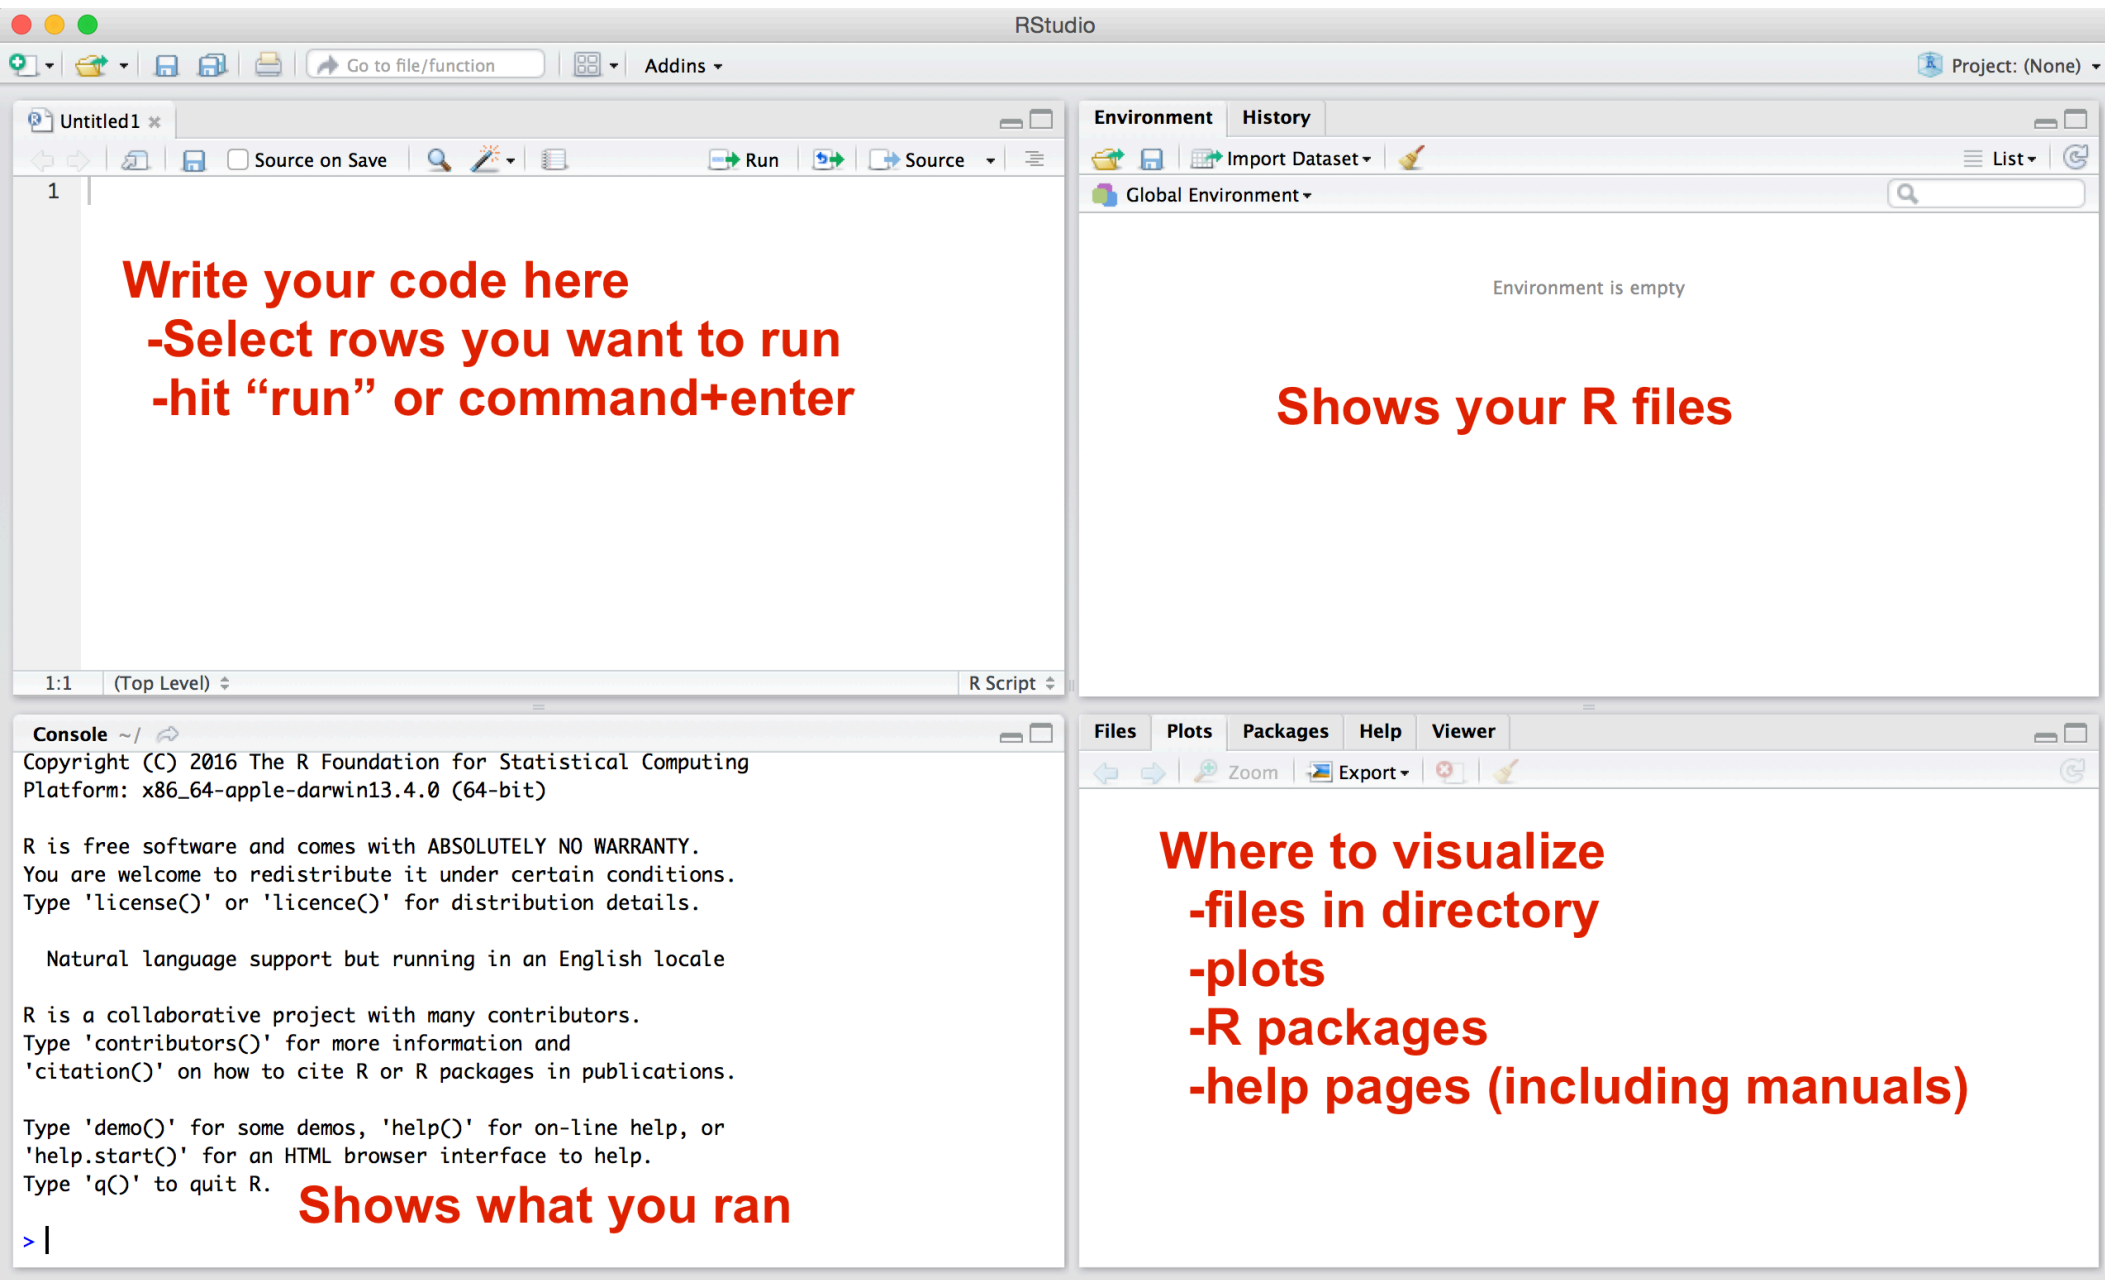 RStudio
Go to file/function
Addins
Project: (None)
Untitled1
Source on Save
Run
Source
1
Write your code here
-Select rows you want to run
-hit “run” or command+enter
1:1 (Top Level)
R Script
Environment History
Import Dataset
List
Global Environment
Environment is empty
Shows your R files
Console ~/
Copyright (C) 2016 The R Foundation for Statistical Computing
Platform: x86_64-apple-darwin13.4.0 (64-bit)
R is free software and comes with ABSOLUTELY NO WARRANTY.
You are welcome to redistribute it under certain conditions.
Type 'license()' or 'licence()' for distribution details.
Natural language support but running in an English locale
R is a collaborative project with many contributors.
Type 'contributors()' for more information and
'citation()' on how to cite R or R packages in publications.
Type 'demo()' for some demos, 'help()' for on-line help, or
'help.start()' for an HTML browser interface to help.
Type 'q()' to quit R.
Shows what you ran
>
Files Plots Packages Help Viewer
Zoom
Export
Where to visualize
-files in directory
-plots
-R packages
-help pages (including manuals)